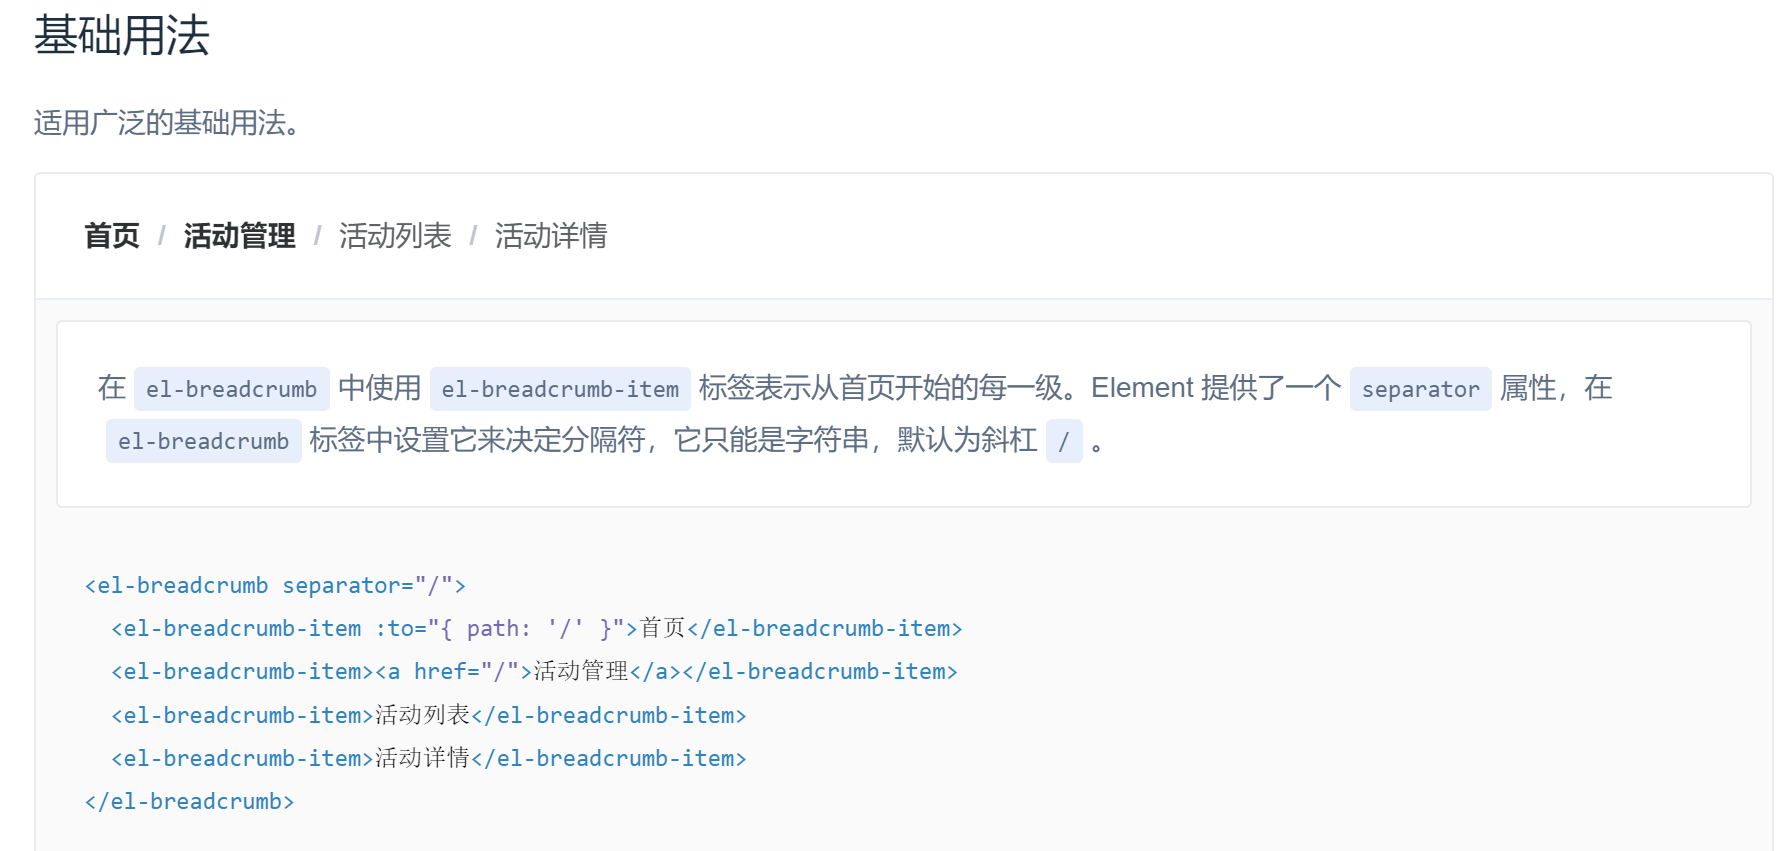 基础用法
适用广泛的基础用法。
首页 / 活动管理 / 活动列表 / 活动详情
在 el-breadcrumb 中使用 el-breadcrumb-item 标签表示从首页开始的每一级。Element 提供了一个 separator 属性，在
el-breadcrumb 标签中设置它来决定分隔符，它只能是字符串，默认为斜杠 / 。
<el-breadcrumb separator="/">
  <el-breadcrumb-item :to="{ path: '/' }">首页</el-breadcrumb-item>
  <el-breadcrumb-item><a href="/">活动管理</a></el-breadcrumb-item>
  <el-breadcrumb-item>活动列表</el-breadcrumb-item>
  <el-breadcrumb-item>活动详情</el-breadcrumb-item>
</el-breadcrumb>